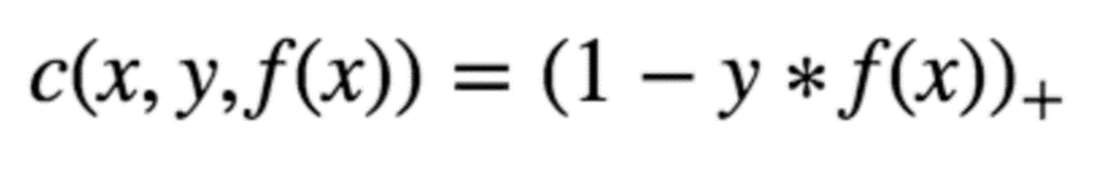 c(x, y, f(x)) = (1 − y * f(x))₊